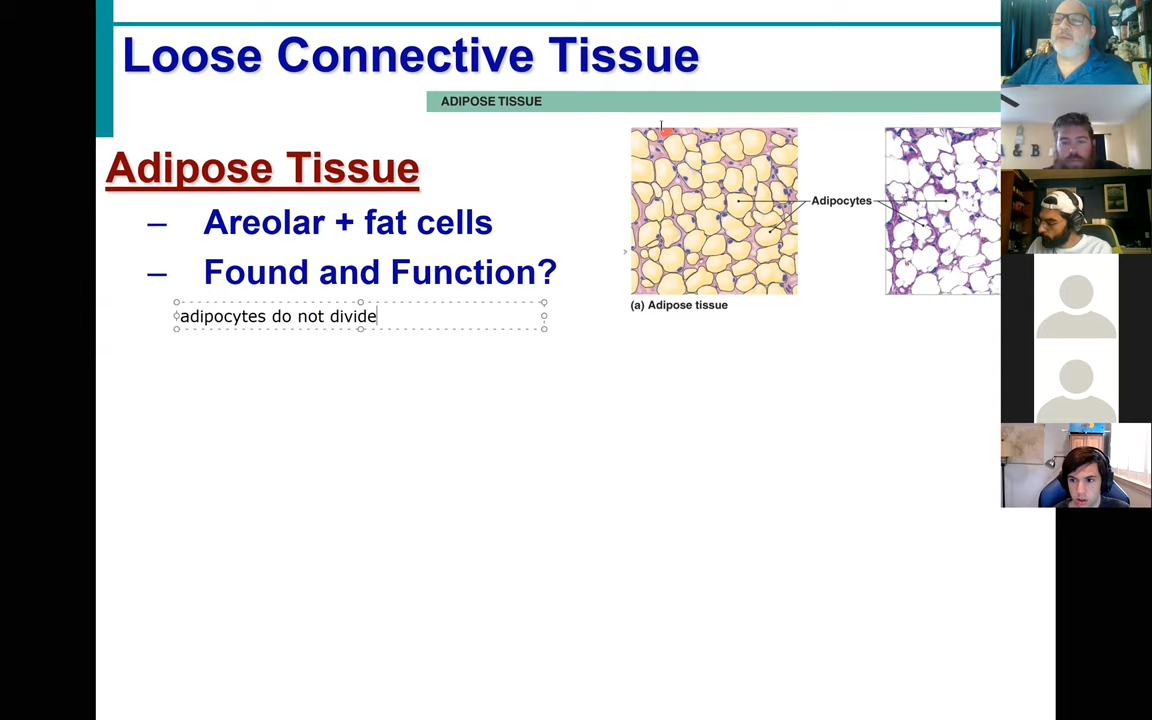 Loose Connective Tissue
ADIPOSE TISSUE
Adipose Tissue
– Areolar + fat cells
– Found and Function?
adipocytes do not divide
Adipocytes
(a) Adipose tissue
& B